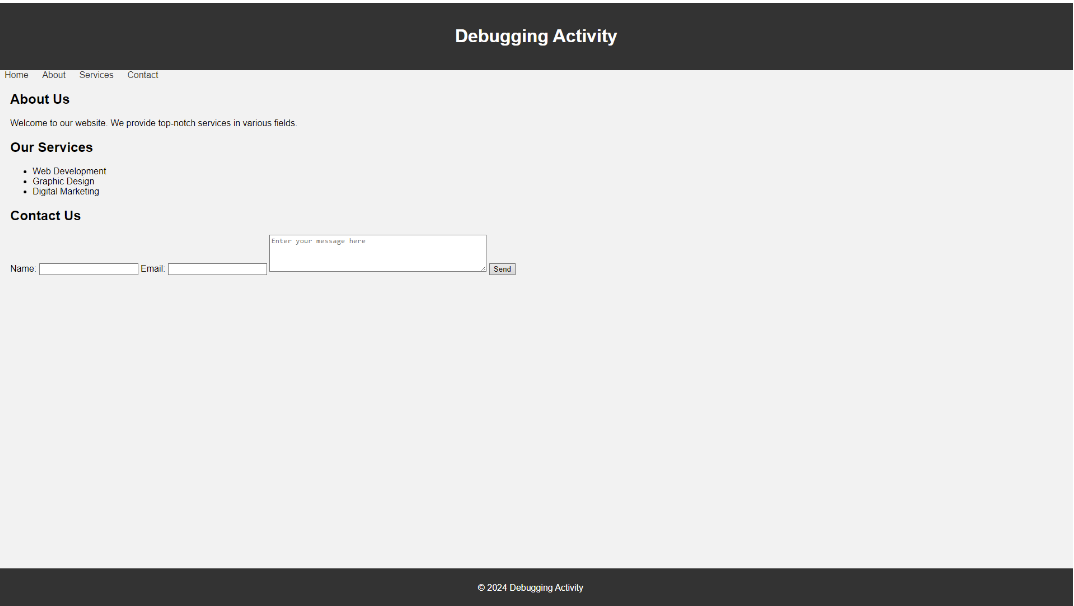 Debugging Activity
Home About Services Contact
About Us
Welcome to our website. We provide top-notch services in various fields.
Our Services
Web Development
Graphic Design
Digital Marketing
Contact Us
Enter your message here
Name: Email: Send
© 2024 Debugging Activity